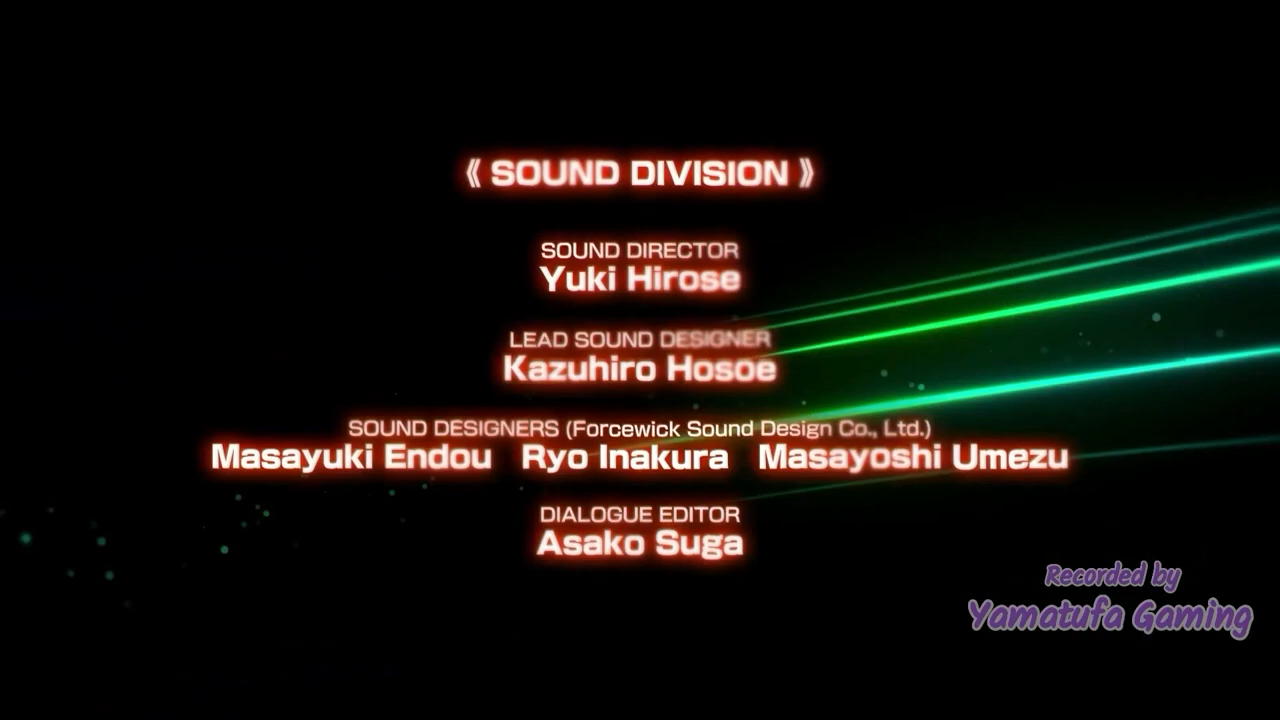 《 SOUND DIVISION 》
SOUND DIRECTOR
Yuki Hirose
LEAD SOUND DESIGNER
Kazuhiro Hosoe
SOUND DESIGNERS (Forcewick Sound Design Co., Ltd.)
Masayuki Endou Ryo Inakura Masayoshi Umezu
DIALOGUE EDITOR
Asako Suga
Recorded by
Yamatufa Gaming